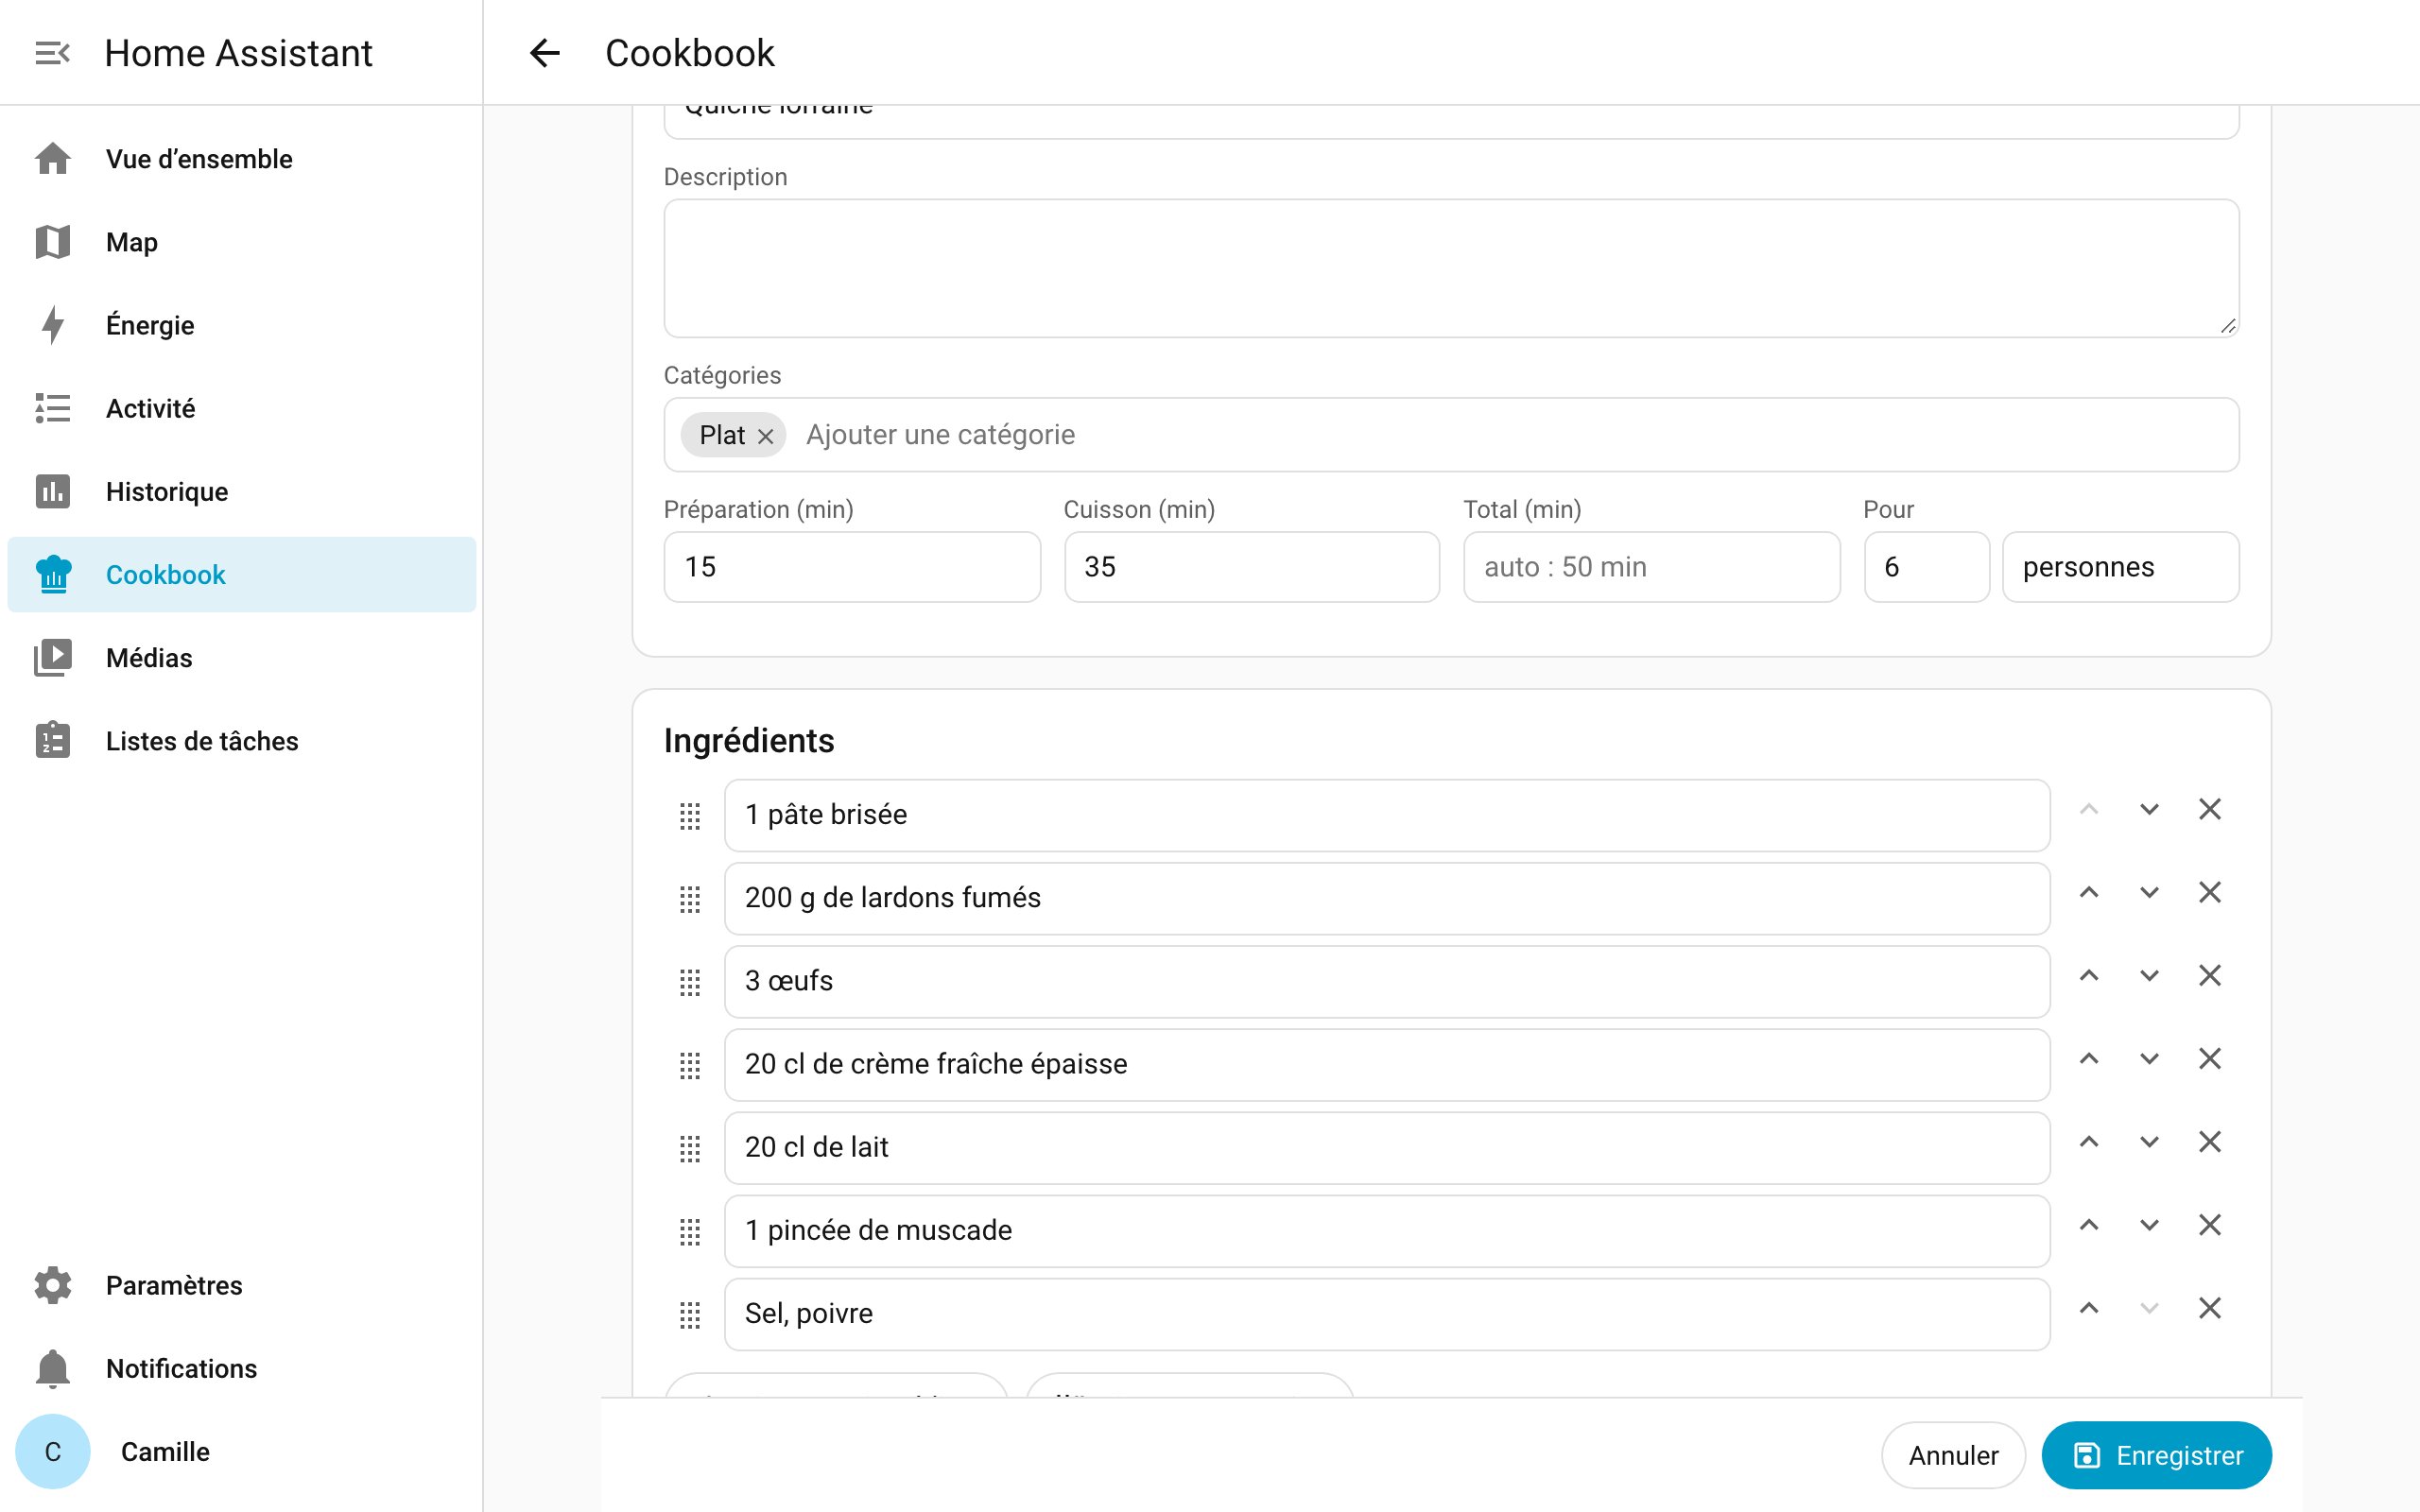 Home Assistant
Cookbook
Vue d’ensemble
Map
Énergie
Activité
Historique
Cookbook
Médias
Listes de tâches
Paramètres
Notifications
C
Camille
Quiche lorraine
Description
Catégories
Plat
Ajouter une catégorie
Préparation (min)
Cuisson (min)
Total (min)
Pour
15
35
auto : 50 min
6
personnes
Ingrédients
1 pâte brisée
200 g de lardons fumés
3 œufs
20 cl de crème fraîche épaisse
20 cl de lait
1 pincée de muscade
Sel, poivre
Annuler
Enregistrer